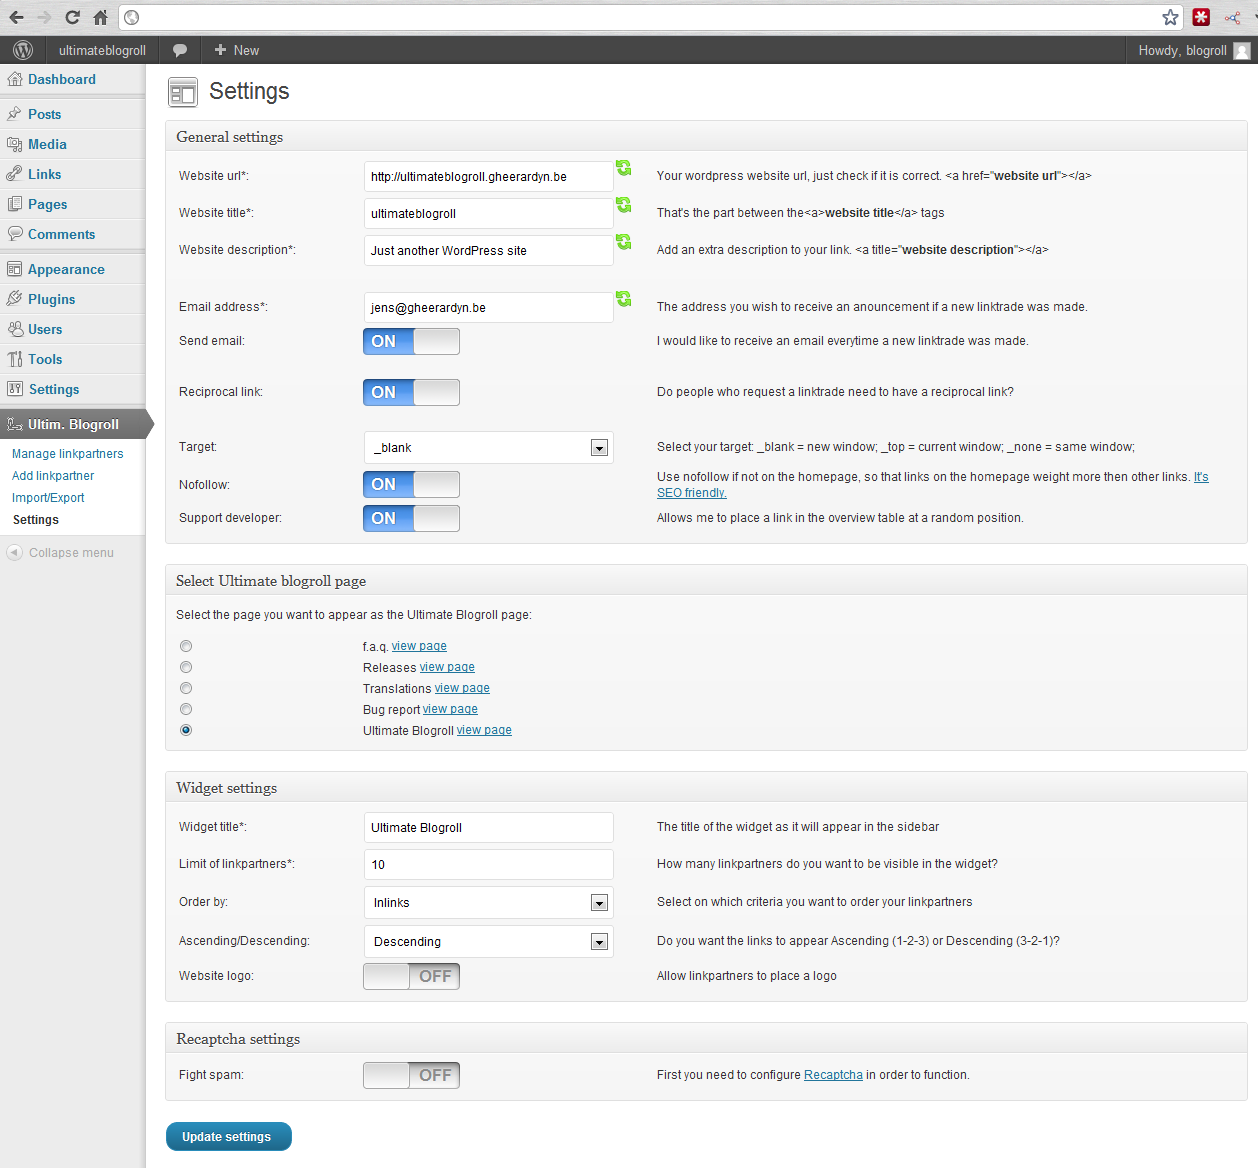 ultimateblogroll
New
Howdy, blogroll
Dashboard
Posts
Media
Links
Pages
Comments
Appearance
Plugins
Users
Tools
Settings
Ultim. Blogroll
Manage linkpartners
Add linkpartner
Import/Export
Settings
Collapse menu
Settings
General settings
Website url*: http://ultimateblogroll.gheerardyn.be Your wordpress website url, just check if it is correct. <a href="website url"></a>
Website title*: ultimateblogroll That's the part between the<a>website title</a> tags
Website description*: Just another WordPress site Add an extra description to your link. <a title="website description"></a>
Email address*: jens@gheerardyn.be The address you wish to receive an anouncement if a new linktrade was made.
Send email: ON I would like to receive an email everytime a new linktrade was made.
Reciprocal link: ON Do people who request a linktrade need to have a reciprocal link?
Target: _blank Select your target: _blank = new window; _top = current window; _none = same window;
Nofollow: ON Use nofollow if not on the homepage, so that links on the homepage weight more then other links. It's
SEO friendly.
Support developer: ON Allows me to place a link in the overview table at a random position.
Select Ultimate blogroll page
Select the page you want to appear as the Ultimate Blogroll page:
f.a.q. view page
Releases view page
Translations view page
Bug report view page
Ultimate Blogroll view page
Widget settings
Widget title*: Ultimate Blogroll The title of the widget as it will appear in the sidebar
Limit of linkpartners*: 10 How many linkpartners do you want to be visible in the widget?
Order by: Inlinks Select on which criteria you want to order your linkpartners
Ascending/Descending: Descending Do you want the links to appear Ascending (1-2-3) or Descending (3-2-1)?
Website logo: OFF Allow linkpartners to place a logo
Recaptcha settings
Fight spam: OFF First you need to configure Recaptcha in order to function.
Update settings